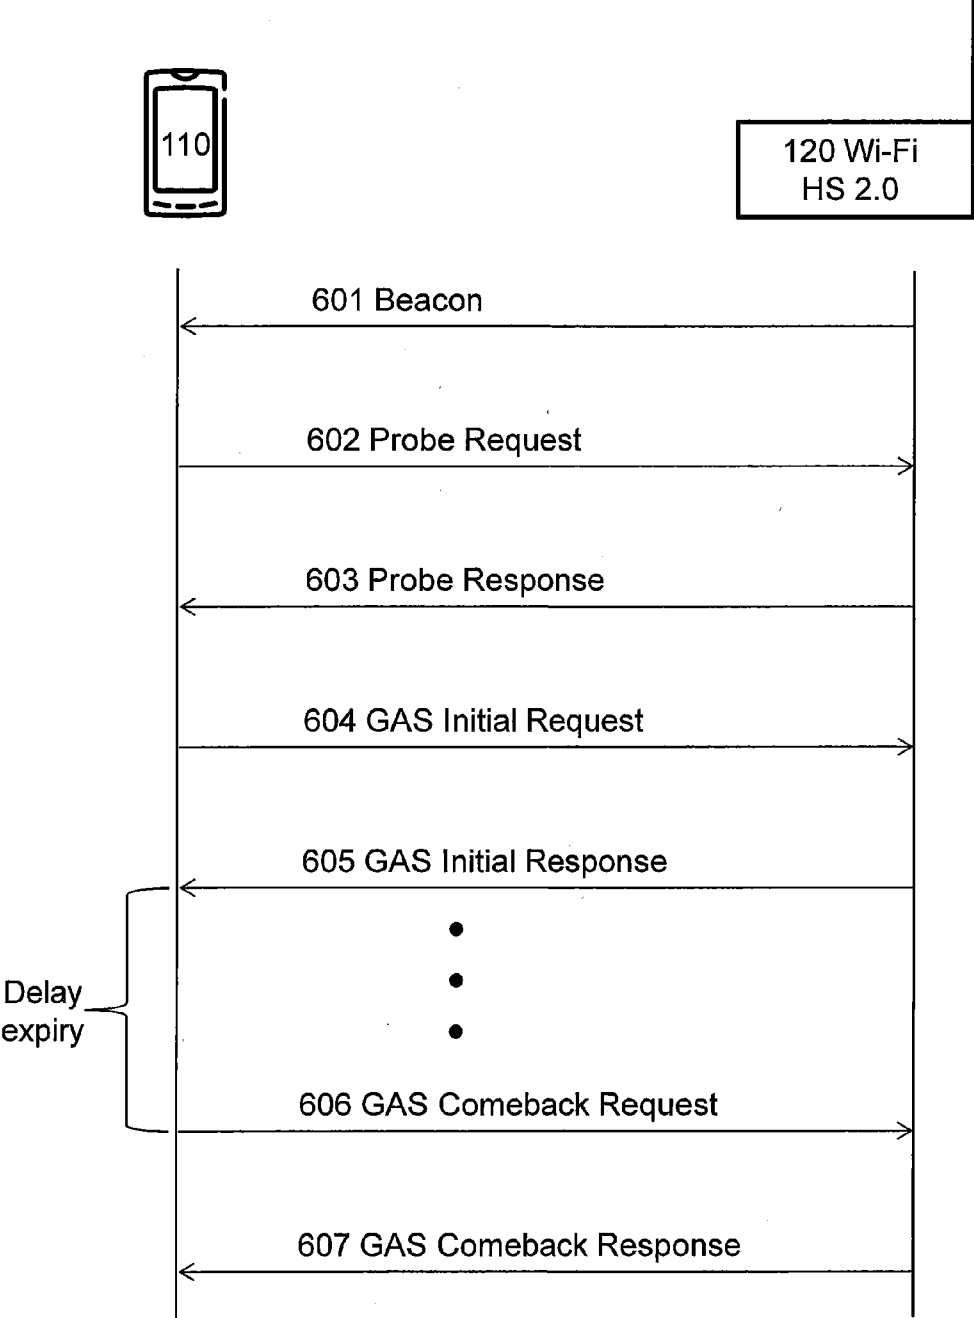 110
120 Wi-Fi
HS 2.0
601 Beacon
602 Probe Request
603 Probe Response
604 GAS Initial Request
605 GAS Initial Response
Delay
expiry
606 GAS Comeback Request
607 GAS Comeback Response